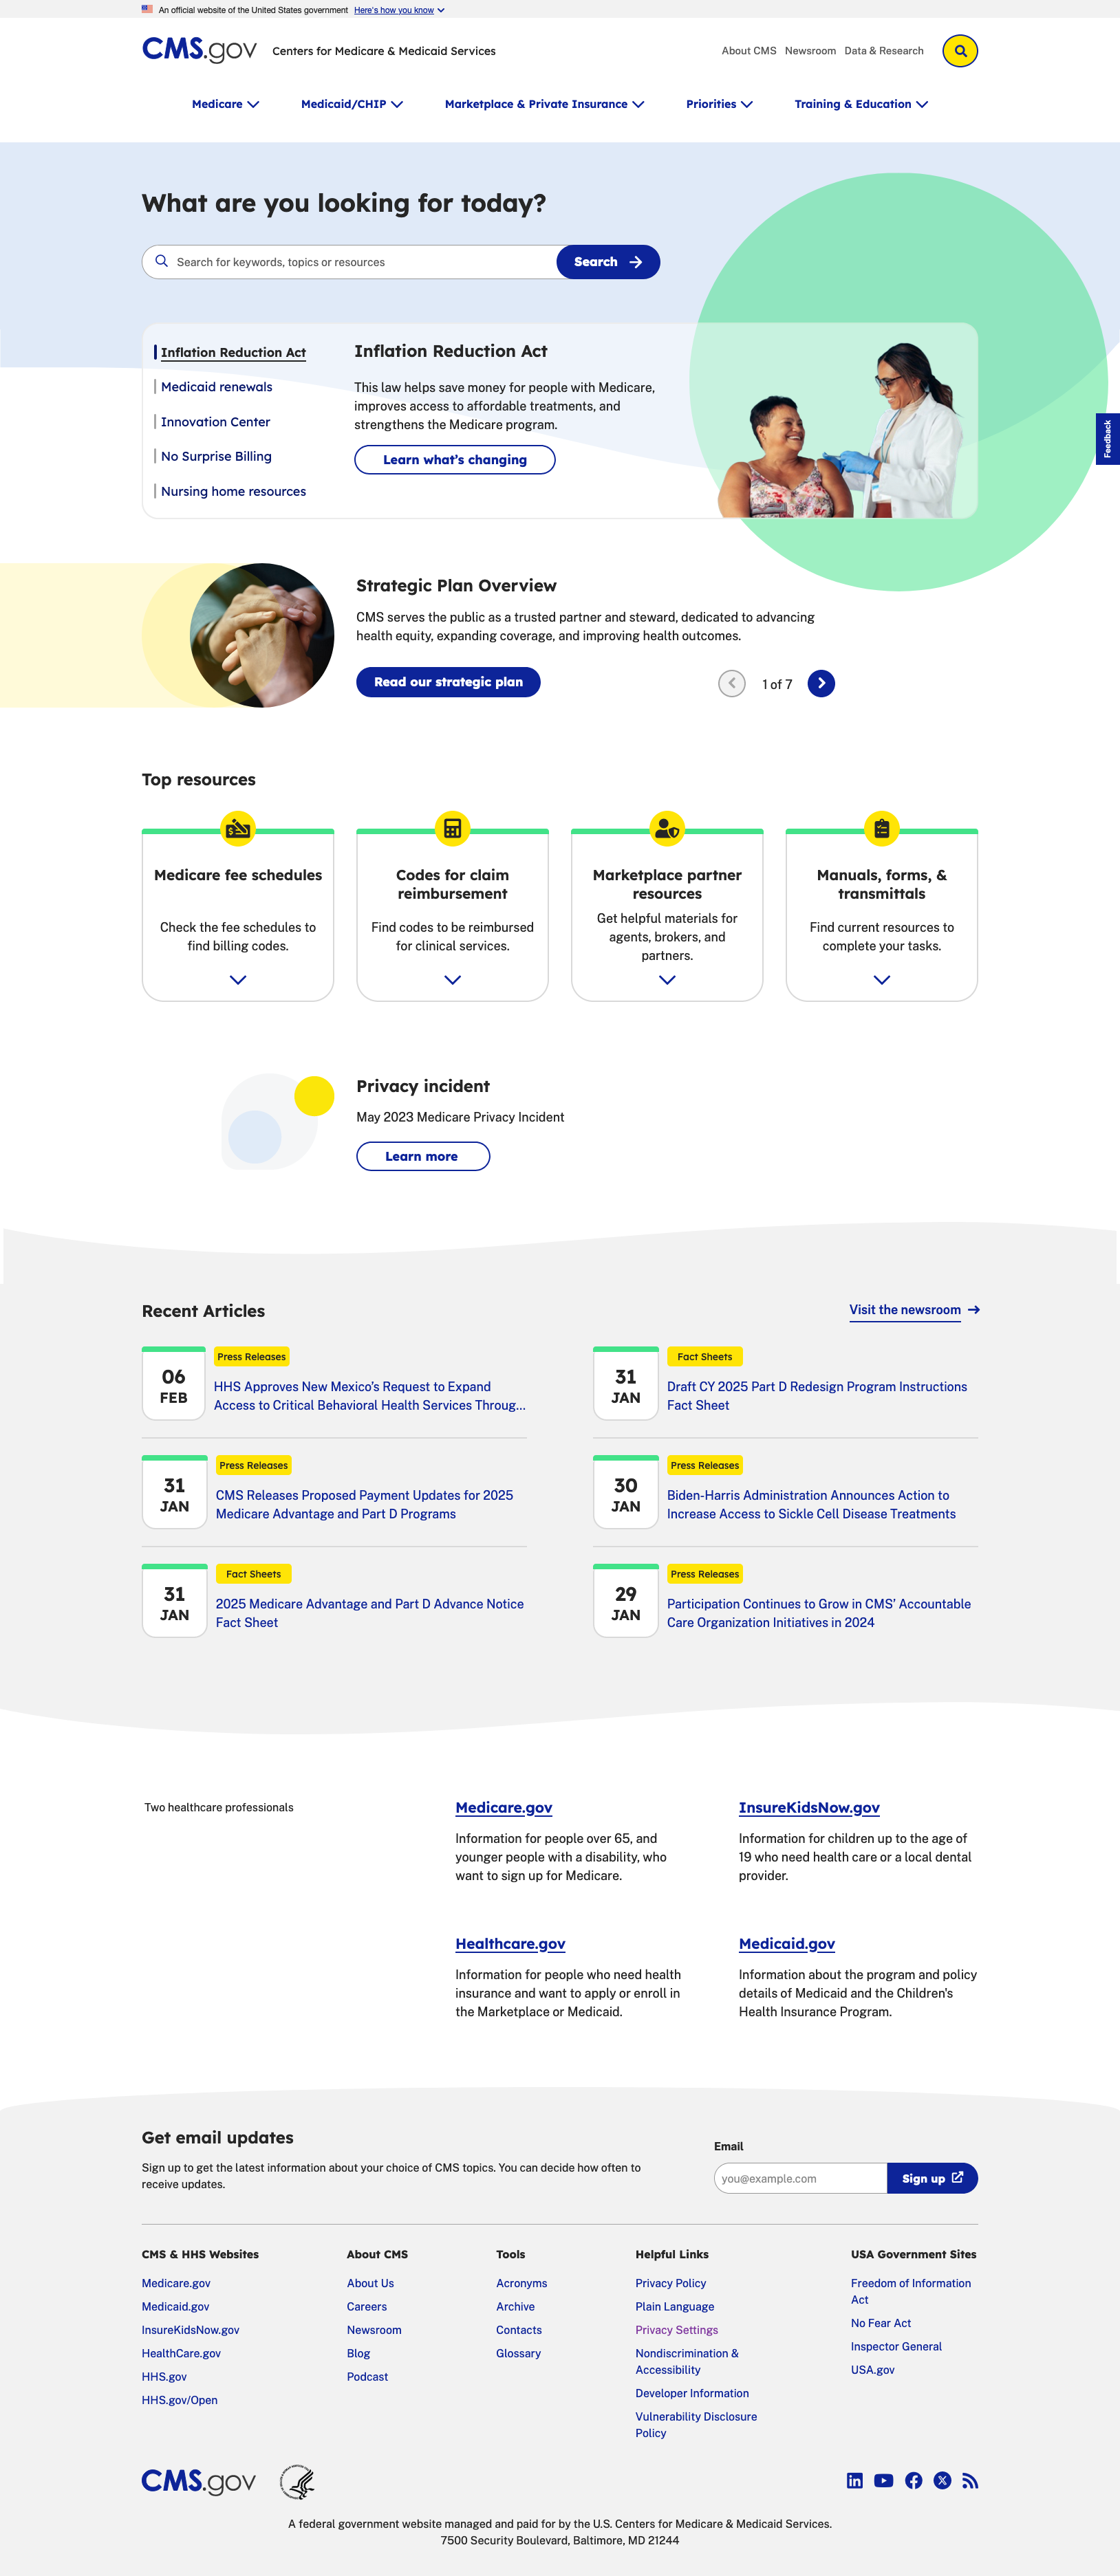 An official website of the United States government Here's how you know
CMS.gov Centers for Medicare & Medicaid Services
About CMS Newsroom Data & Research
Medicare Medicaid/CHIP Marketplace & Private Insurance Priorities Training & Education
What are you looking for today?
Search for keywords, topics or resources Search
Inflation Reduction Act
Medicaid renewals
Innovation Center
No Surprise Billing
Nursing home resources
Inflation Reduction Act
This law helps save money for people with Medicare,
improves access to affordable treatments, and
strengthens the Medicare program.
Learn what's changing
Feedback
Strategic Plan Overview
CMS serves the public as a trusted partner and steward, dedicated to advancing
health equity, expanding coverage, and improving health outcomes.
Read our strategic plan
1 of 7
Top resources
Medicare fee schedules
Check the fee schedules to
find billing codes.
Codes for claim
reimbursement
Find codes to be reimbursed
for clinical services.
Marketplace partner
resources
Get helpful materials for
agents, brokers, and
partners.
Manuals, forms, &
transmittals
Find current resources to
complete your tasks.
Privacy incident
May 2023 Medicare Privacy Incident
Learn more
Recent Articles
Visit the newsroom
06
FEB
Press Releases
HHS Approves New Mexico's Request to Expand
Access to Critical Behavioral Health Services Throug...
31
JAN
Fact Sheets
Draft CY 2025 Part D Redesign Program Instructions
Fact Sheet
31
JAN
Press Releases
CMS Releases Proposed Payment Updates for 2025
Medicare Advantage and Part D Programs
30
JAN
Press Releases
Biden-Harris Administration Announces Action to
Increase Access to Sickle Cell Disease Treatments
31
JAN
Fact Sheets
2025 Medicare Advantage and Part D Advance Notice
Fact Sheet
29
JAN
Press Releases
Participation Continues to Grow in CMS' Accountable
Care Organization Initiatives in 2024
Two healthcare professionals
Medicare.gov
Information for people over 65, and
younger people with a disability, who
want to sign up for Medicare.
InsureKidsNow.gov
Information for children up to the age of
19 who need health care or a local dental
provider.
Healthcare.gov
Information for people who need health
insurance and want to apply or enroll in
the Marketplace or Medicaid.
Medicaid.gov
Information about the program and policy
details of Medicaid and the Children's
Health Insurance Program.
Get email updates
Sign up to get the latest information about your choice of CMS topics. You can decide how often to
receive updates.
Email
you@example.com Sign up
CMS & HHS Websites
Medicare.gov
Medicaid.gov
InsureKidsNow.gov
HealthCare.gov
HHS.gov
HHS.gov/Open
About CMS
About Us
Careers
Newsroom
Blog
Podcast
Tools
Acronyms
Archive
Contacts
Glossary
Helpful Links
Privacy Policy
Plain Language
Privacy Settings
Nondiscrimination &
Accessibility
Developer Information
Vulnerability Disclosure
Policy
USA Government Sites
Freedom of Information
Act
No Fear Act
Inspector General
USA.gov
CMS.gov
A federal government website managed and paid for by the U.S. Centers for Medicare & Medicaid Services.
7500 Security Boulevard, Baltimore, MD 21244